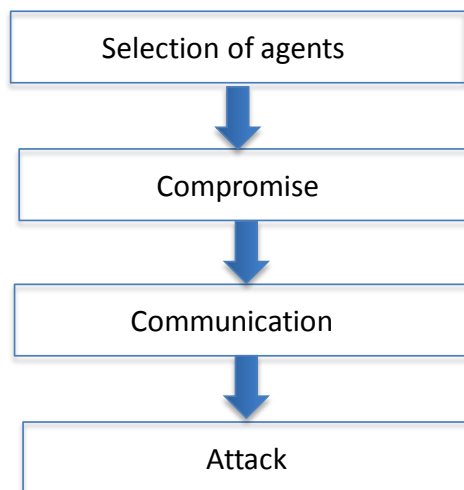 Selection of agents
Compromise
Communication
Attack